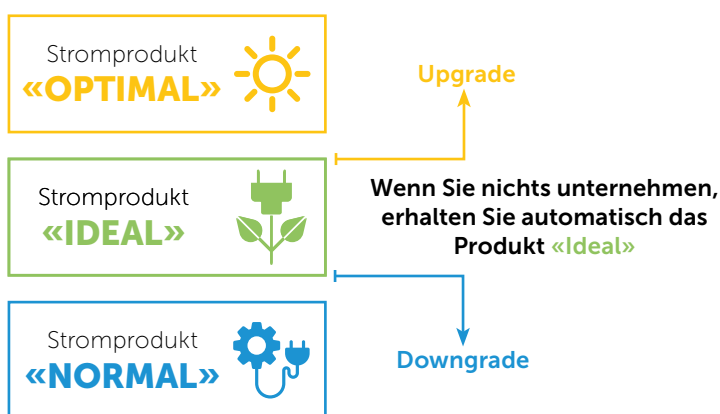 Stromprodukt
«OPTIMAL»
Upgrade
Stromprodukt
«IDEAL»
Wenn Sie nichts unternehmen,
erhalten Sie automatisch das
Produkt «Ideal»
Stromprodukt
«NORMAL»
Downgrade